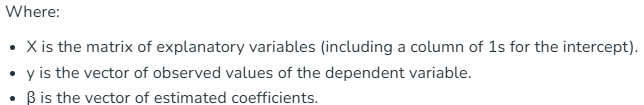 Where:
• X is the matrix of explanatory variables (including a column of 1s for the intercept).
• y is the vector of observed values of the dependent variable.
• β is the vector of estimated coefficients.